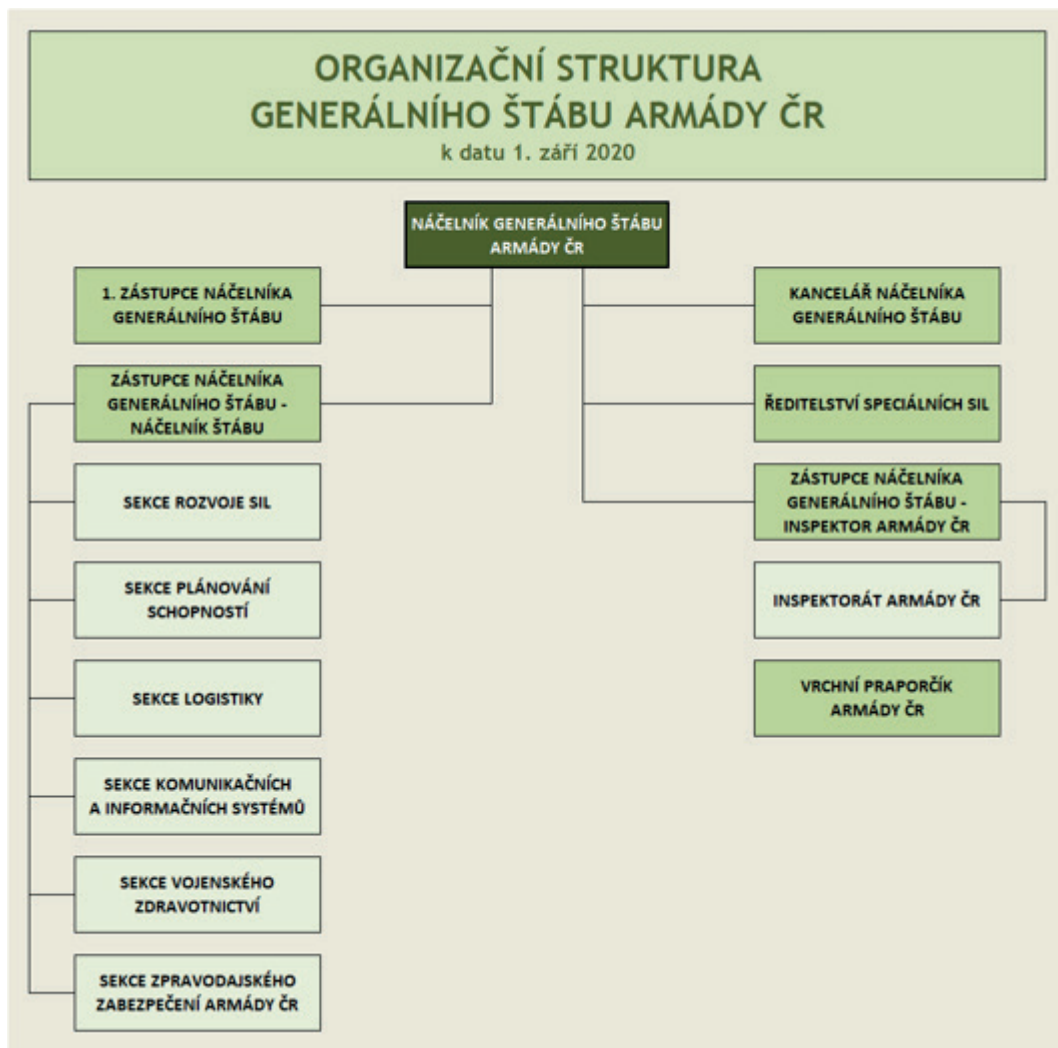 ORGANIZAČNÍ STRUKTURA
GENERÁLNÍHO ŠTÁBU ARMÁDY ČR
k datu 1. září 2020
NÁČELNÍK GENERÁLNÍHO ŠTÁBU
ARMÁDY ČR
1. ZÁSTUPCE NÁČELNÍKA
GENERÁLNÍHO ŠTÁBU
ZÁSTUPCE NÁČELNÍKA
GENERÁLNÍHO ŠTÁBU -
NÁČELNÍK ŠTÁBU
SEKCE ROZVOJE SIL
SEKCE PLÁNOVÁNÍ
SCHOPNOSTÍ
SEKCE LOGISTIKY
SEKCE KOMUNIKAČNÍCH
A INFORMAČNÍCH SYSTÉMŮ
SEKCE VOJENSKÉHO
ZDRAVOTNICTVÍ
SEKCE ZPRAVODAJSKÉHO
ZABEZPEČENÍ ARMÁDY ČR
KANCELÁŘ NÁČELNÍKA
GENERÁLNÍHO ŠTÁBU
ŘEDITELSTVÍ SPECIÁLNÍCH SIL
ZÁSTUPCE NÁČELNÍKA
GENERÁLNÍHO ŠTÁBU -
INSPEKTOR ARMÁDY ČR
INSPEKTORÁT ARMÁDY ČR
VRCHNÍ PRAPORČÍK
ARMÁDY ČR